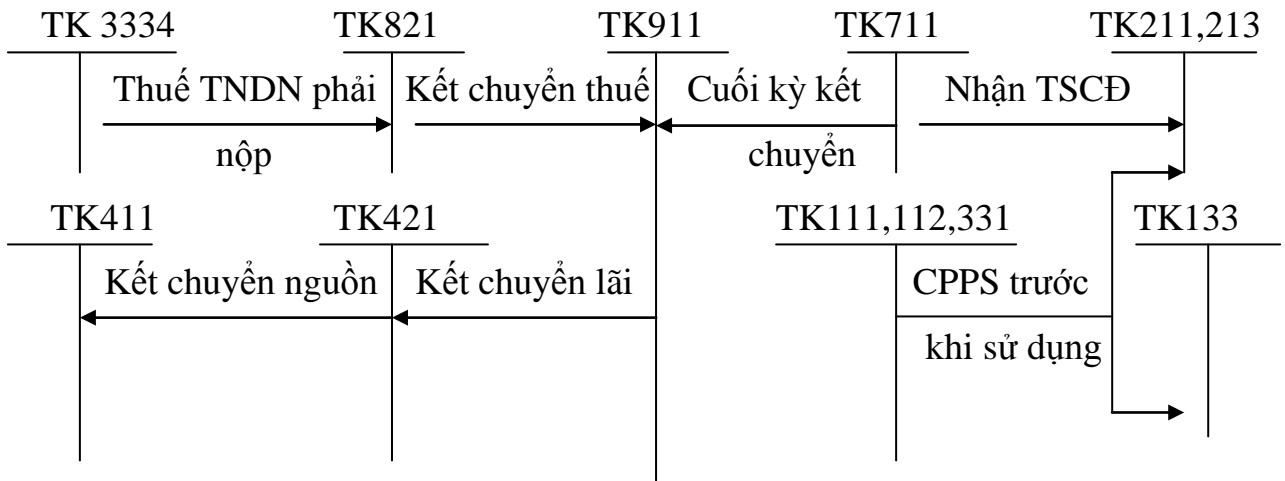 TK 3334 TK821 TK911 TK711 TK211,213
Thuế TNDN phải Kết chuyển thuế Cuối kỳ kết Nhận TSCĐ
nộp chuyển
TK411 TK421 TK111,112,331 TK133
Kết chuyển nguồn Kết chuyển lãi CPPS trước
khi sử dụng